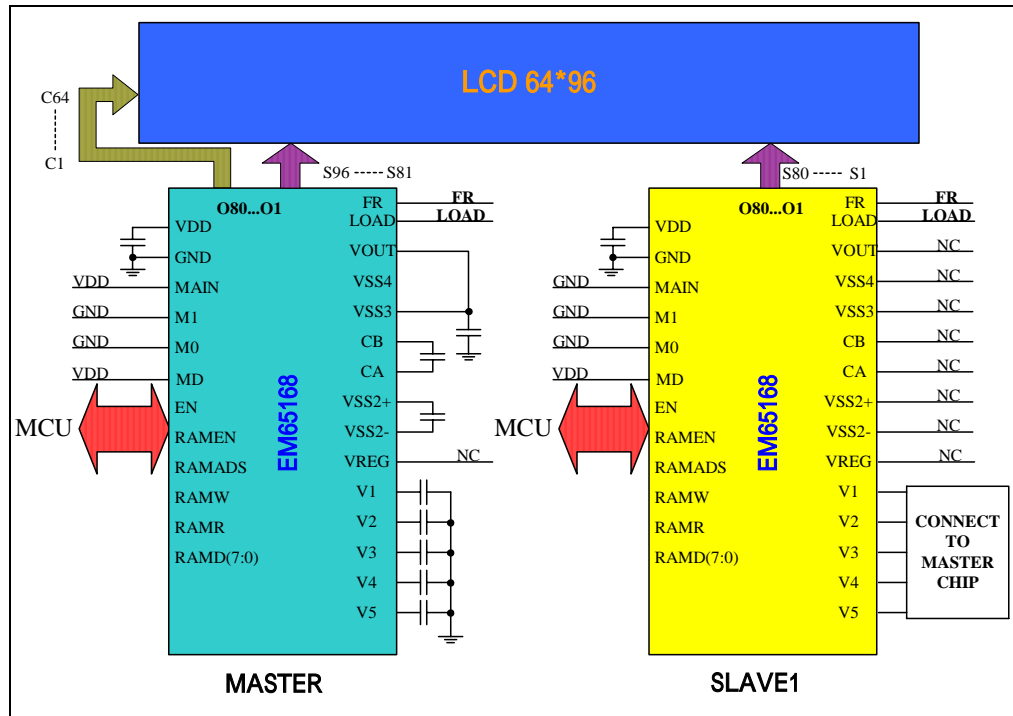 LCD 64*96
C64
C1
S96 ----- S81
S80 ----- S1
O80...O1
FR
LOAD
VOUT
VSS4
VSS3
CB
CA
VSS2+
VSS2-
VREG
V1
V2
V3
V4
V5
VDD
GND
MAIN
M1
M0
MD
EN
RAMEN
RAMADS
RAMW
RAMR
RAMD(7:0)
VDD
GND
GND
VDD
MCU
EM65168
FR
LOAD
NC
MASTER
O80...O1
FR
LOAD
VOUT
VSS4
VSS3
CB
CA
VSS2+
VSS2-
VREG
V1
V2
V3
V4
V5
VDD
GND
MAIN
M1
M0
MD
EN
RAMEN
RAMADS
RAMW
RAMR
RAMD(7:0)
GND
GND
GND
VDD
MCU
EM65168
FR
LOAD
NC
NC
NC
NC
NC
NC
NC
NC
CONNECT
TO
MASTER
CHIP
SLAVE1